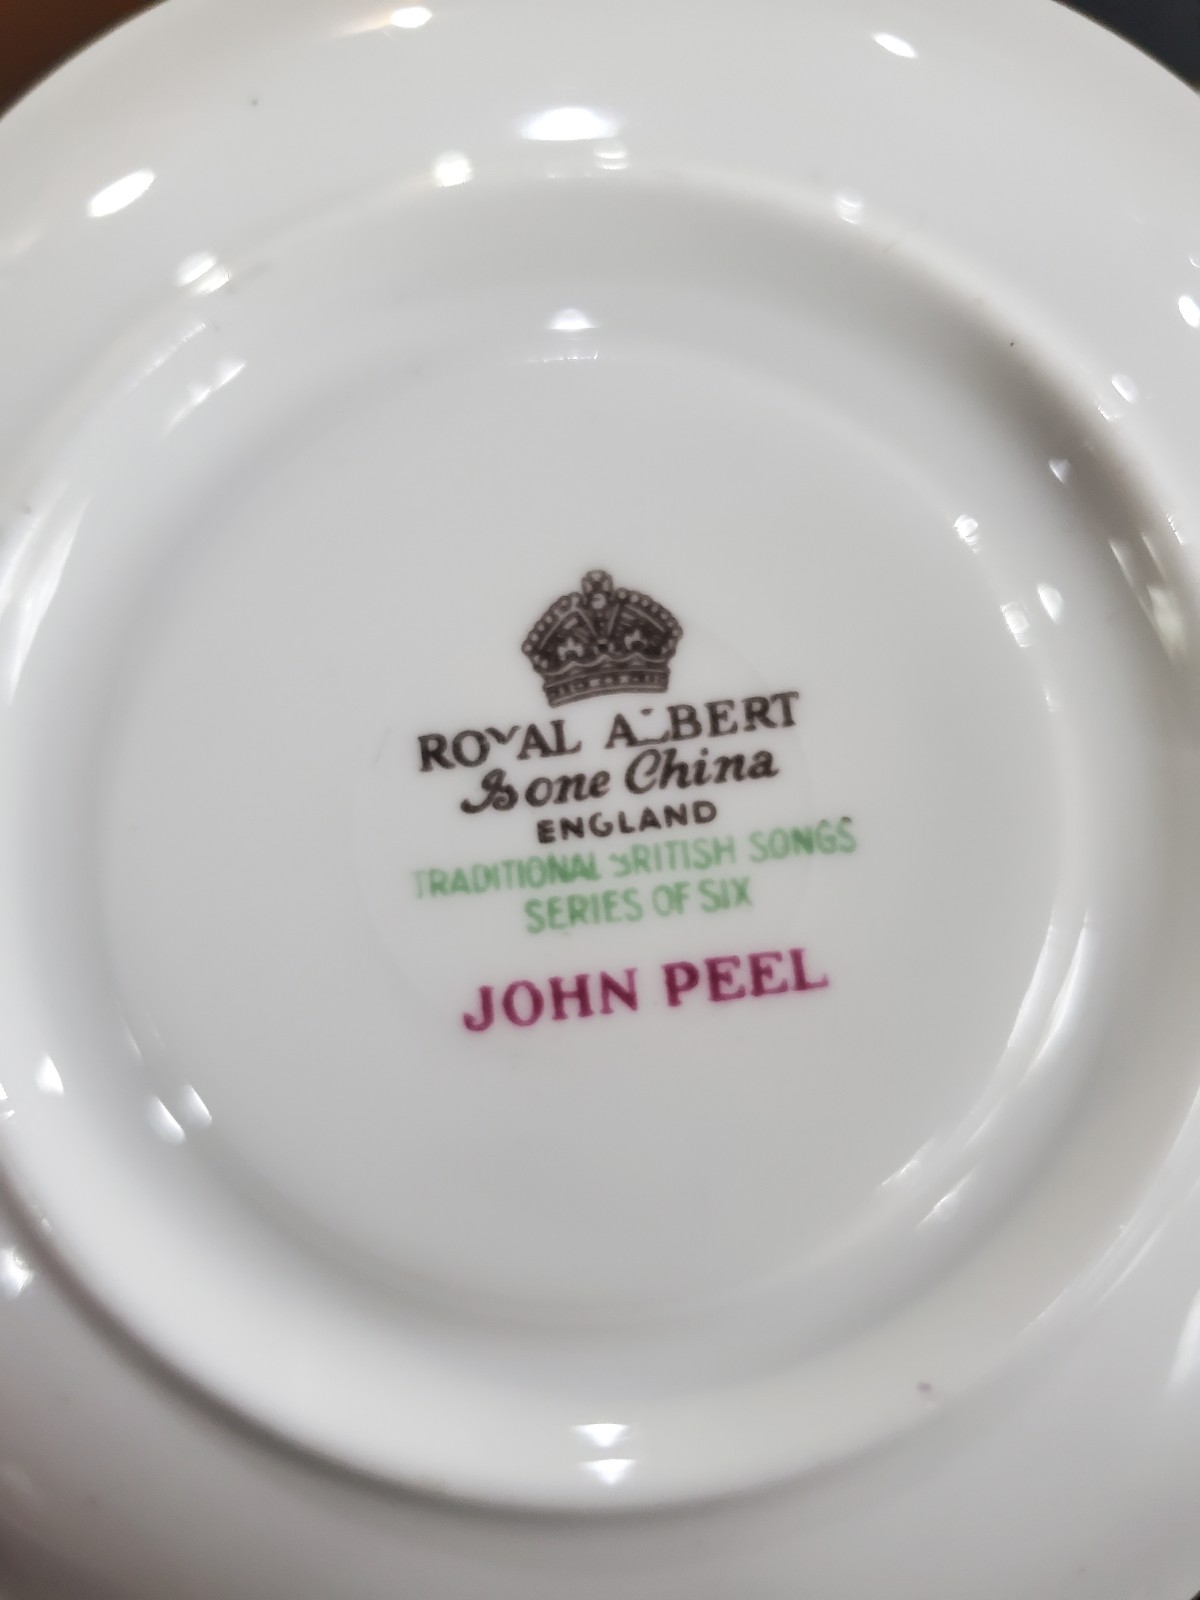 ROYAL ALBERT
Bone China
ENGLAND
TRADITIONAL BRITISH SONGS
SERIES OF SIX
JOHN PEEL